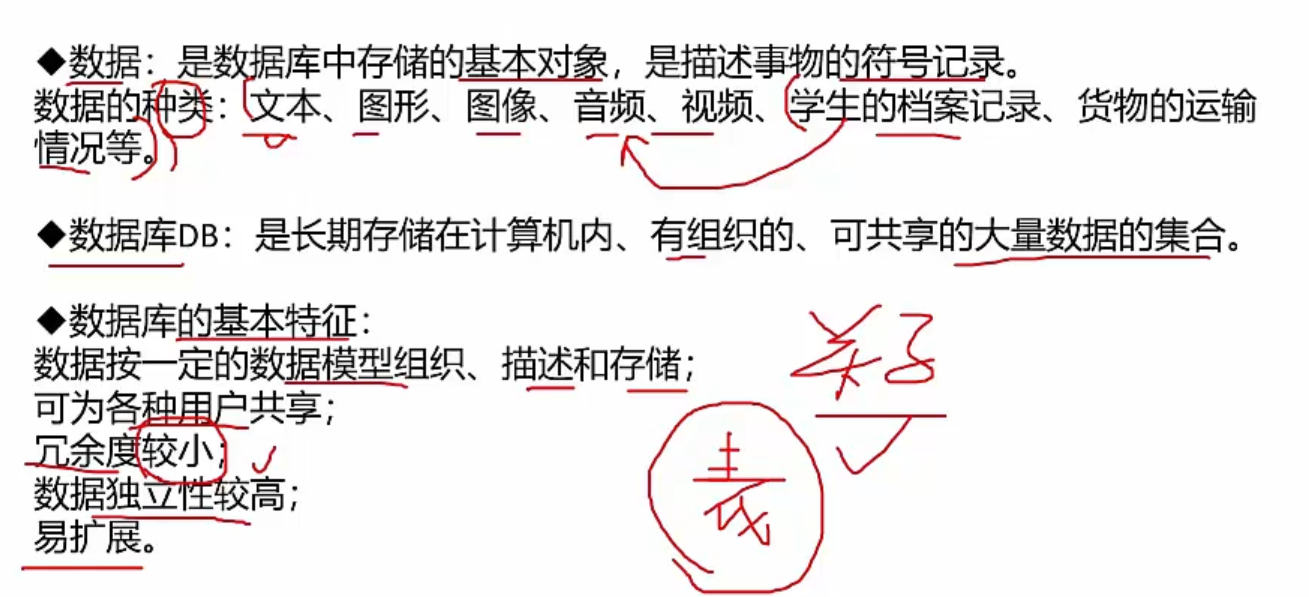 ◆数据：是数据库中存储的基本对象，是描述事物的符号记录。
数据的种类：文本、图形、图像、音频、视频、学生的档案记录、货物的运输
情况等。
◆数据库DB：是长期存储在计算机内、有组织的、可共享的大量数据的集合。
◆数据库的基本特征：
数据按一定的数据模型组织、描述和存储；
可为各种用户共享；
冗余度较小；
数据独立性较高；
易扩展。